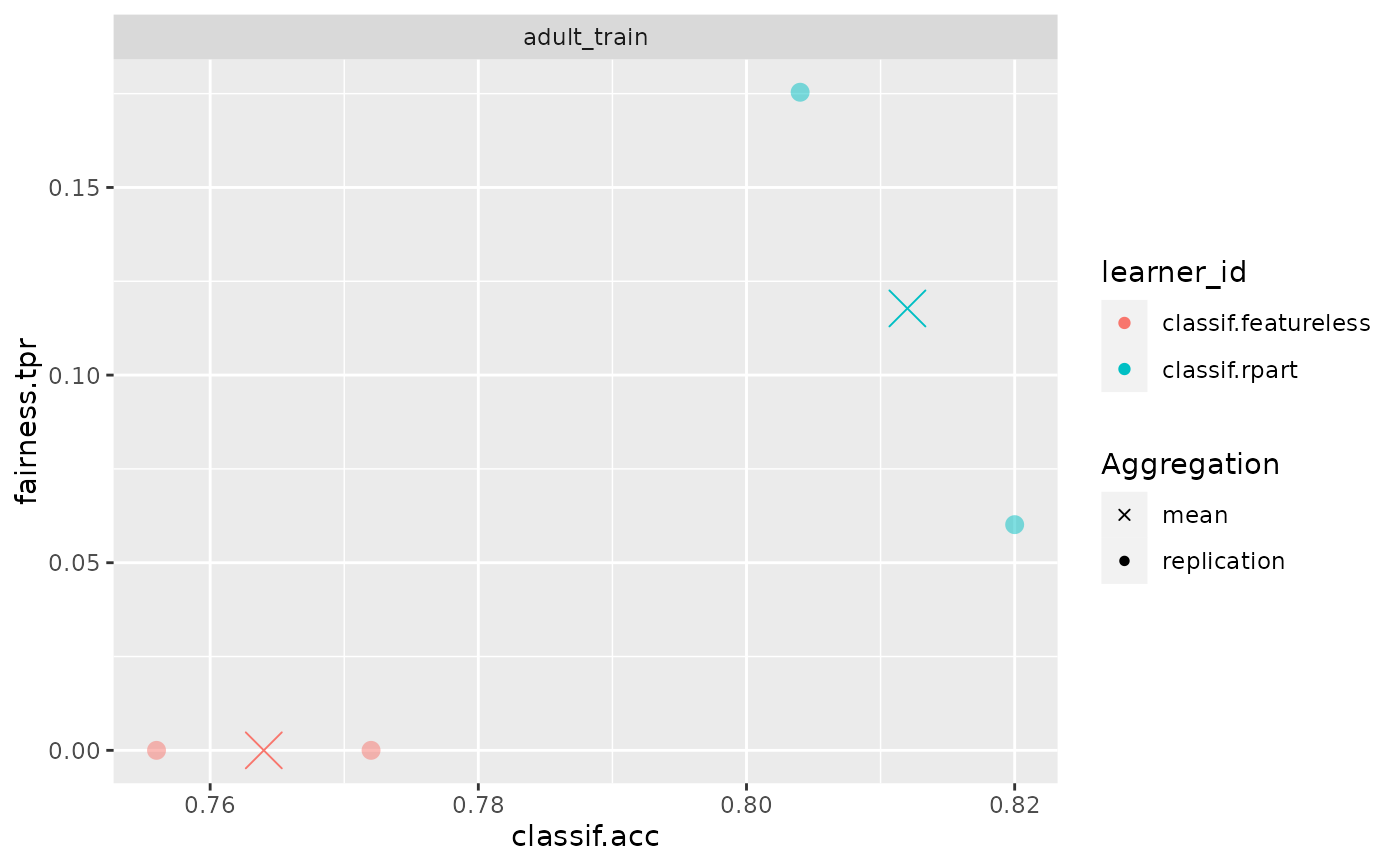 adult_train
fairness.tpr
0.15
0.10
0.05
0.00
0.76
0.78
0.80
0.82
classif.acc
learner_id
classif.featureless
classif.rpart
Aggregation
mean
replication